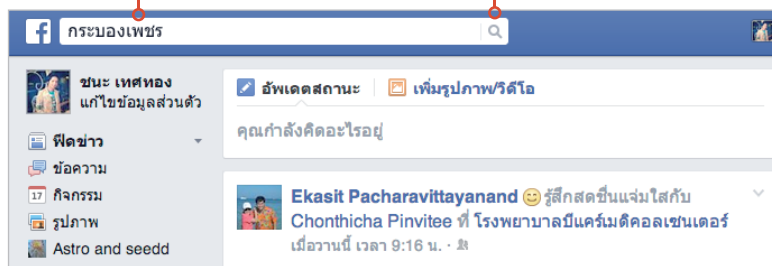 f กระบองเพชร
ชนะ เทศทอง
แก้ไขข้อมูลส่วนตัว
ฟีดข่าว
ข้อความ
17 กิจกรรม
รูปภาพ
Astro and seedd
อัพเดตสถานะ เพิ่มรูปภาพ/วิดีโอ
คุณกำลังคิดอะไรอยู่
Ekasit Pacharavittayanand รู้สึกสดชื่นแจ่มใสกับ
Chonthicha Pinvitee ที่ โรงพยาบาลบีแคร์เมดิคอลเซนเตอร์
เมื่อวานนี้ เวลา 9:16 น. ·